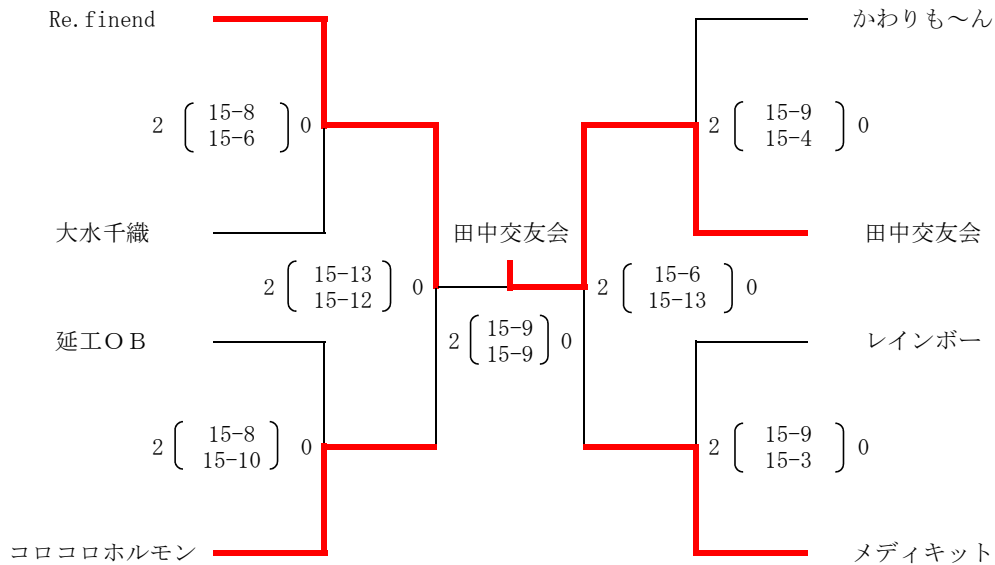 Re.finend
かわりも～ん
2 15-8 0
15-6
2 15-9 0
15-4
大水千織
田中交友会
田中交友会
2 15-13 0
15-12
2 15-6 0
15-13
延工ＯＢ
2 15-9 0
15-9
レインボー
2 15-8 0
15-10
2 15-9 0
15-3
コロコロホルモン
メディキット